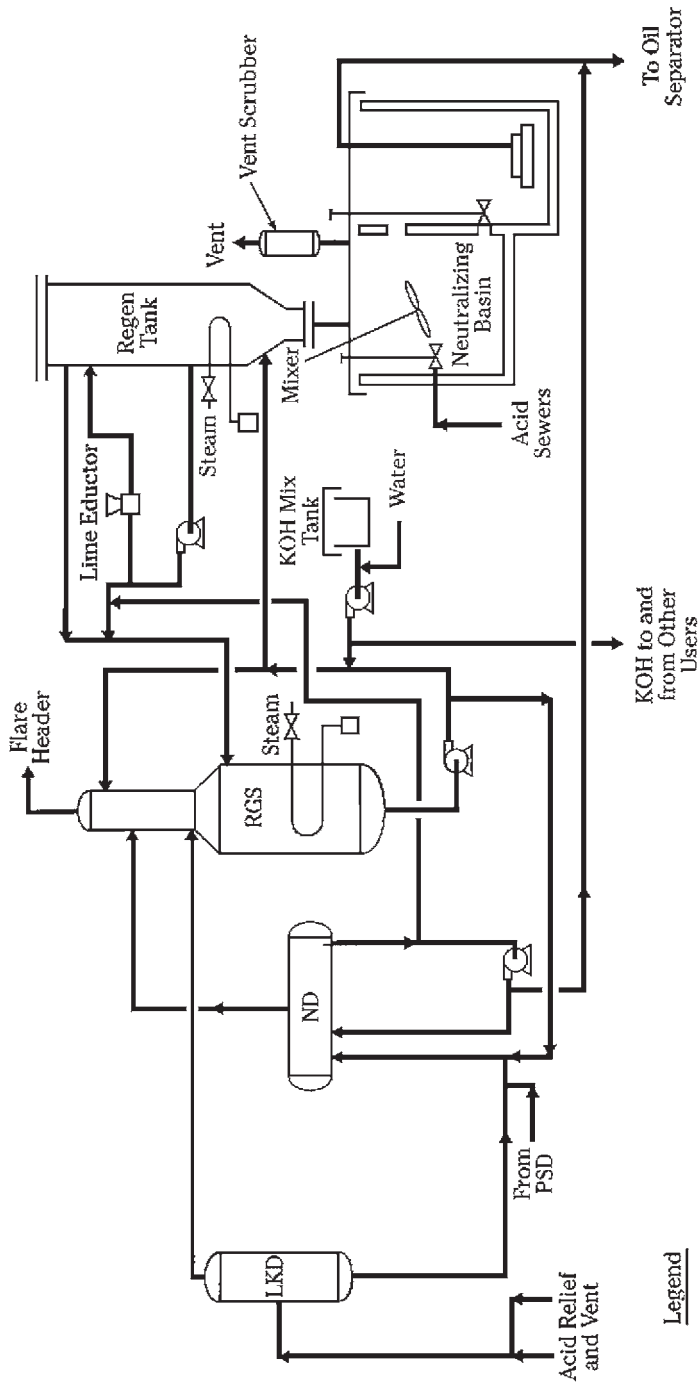 Flare
Header
Lime Eductor
Regen
Tank
Steam
Vent
Vent Scrubber
Mixer
Neutralizing
Basin
Acid
Sewers
KOH Mix
Tank
Water
RGS
Steam
ND
LKD
From
PSD
Acid Relief
and Vent
KOH to and
from Other
Users
To Oil
Separator
Legend